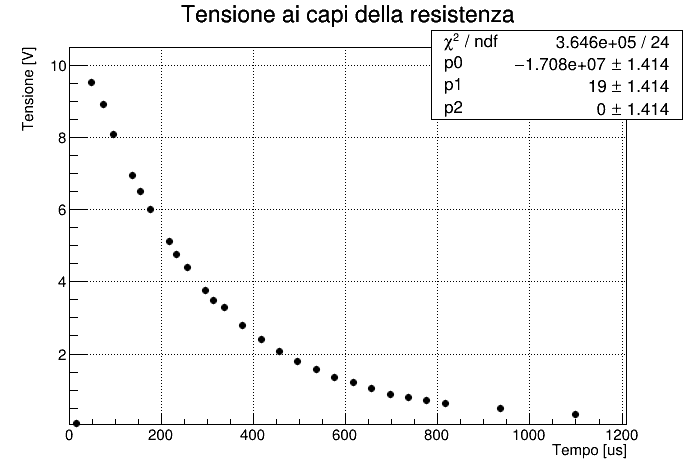 Tensione ai capi della resistenza
χ² / ndf 3.646e+05 / 24
p0 −1.708e+07 ± 1.414
p1 19 ± 1.414
p2 0 ± 1.414
Tensione [V]
10
8
6
4
2
0 200 400 600 800 1000 1200
Tempo [us]